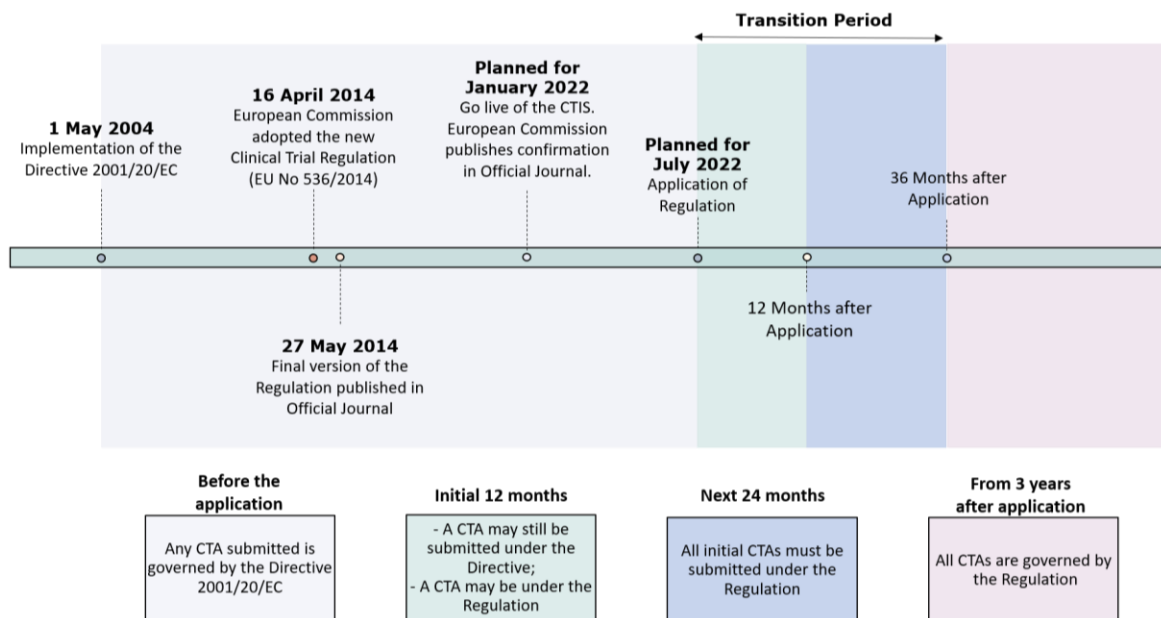 Transition Period
1 May 2004
Implementation of the
Directive 2001/20/EC
16 April 2014
European Commission
adopted the new
Clinical Trial Regulation
(EU No 536/2014)
Planned for
January 2022
Go live of the CTIS.
European Commission
publishes confirmation
in Official Journal.
Planned for
July 2022
Application of
Regulation
36 Months after
Application
27 May 2014
Final version of the
Regulation published in
Official Journal
12 Months after
Application
Before the
application
Any CTA submitted is
governed by the Directive
2001/20/EC
Initial 12 months
- A CTA may still be
submitted under the
Directive;
- A CTA may be under the
Regulation
Next 24 months
All initial CTAs must be
submitted under the
Regulation
From 3 years
after application
All CTAs are governed by
the Regulation